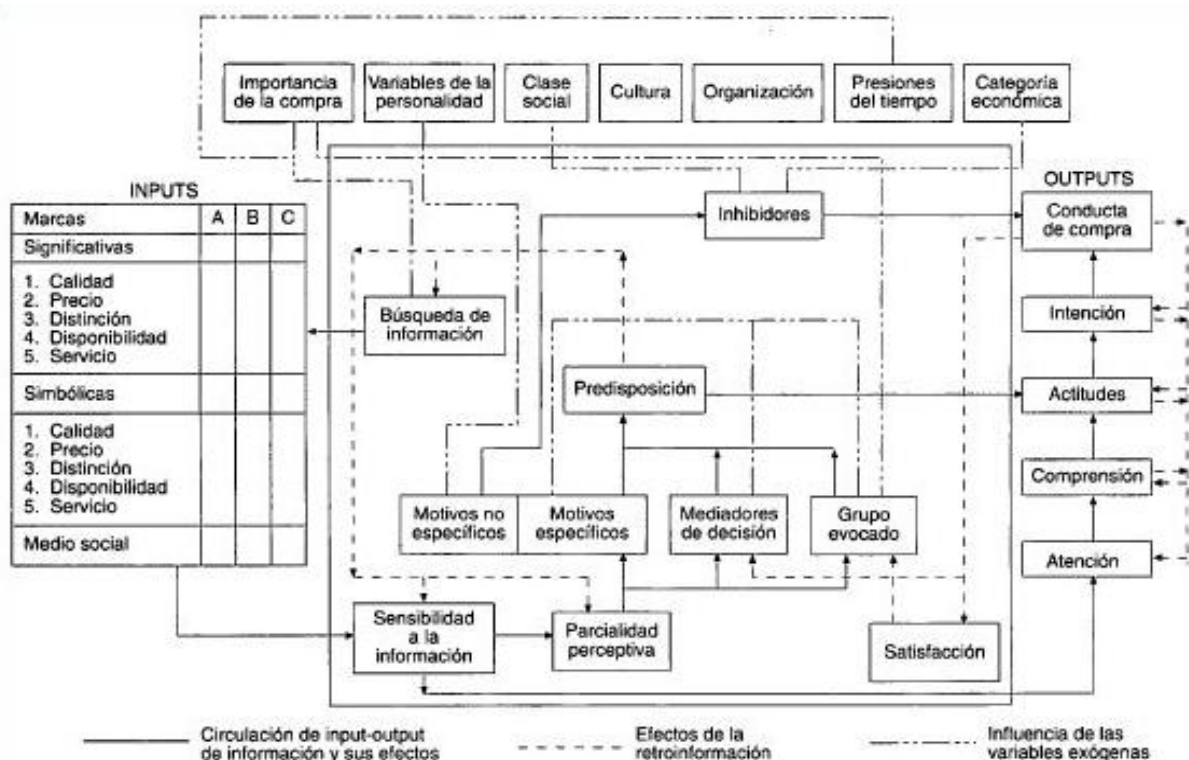 Importancia
de la compra
Variables de la
personalidad
Clase
social
Cultura
Organización
Presiones
del tiempo
Categoría
económica
INPUTS
Marcas A B C
Significativas
1. Calidad
2. Precio
3. Distinción
4. Disponibilidad
5. Servicio
Simbólicas
1. Calidad
2. Precio
3. Distinción
4. Disponibilidad
5. Servicio
Medio social
Inhibidores
Búsqueda de
información
Predisposición
Motivos no
específicos
Motivos
específicos
Mediadores
de decisión
Grupo
evocado
Sensibilidad
a la
información
Parcialidad
perceptiva
Satisfacción
OUTPUTS
Conducta
de compra
Intención
Actitudes
Comprensión
Atención
Circulación de input-output
de información y sus efectos
Efectos de la
retroinformación
Influencia de las
variables exógenas